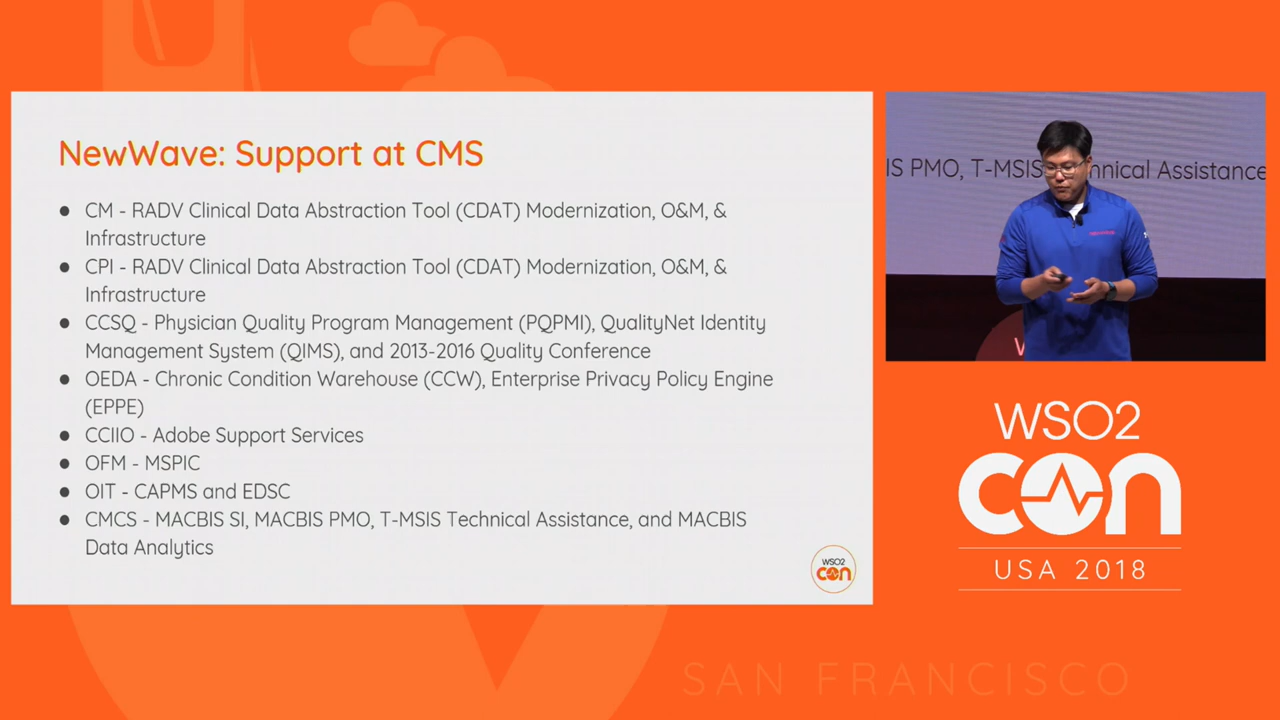 NewWave: Support at CMS
● CM - RADV Clinical Data Abstraction Tool (CDAT) Modernization, O&M, &
Infrastructure
● CPI - RADV Clinical Data Abstraction Tool (CDAT) Modernization, O&M, &
Infrastructure
● CCSQ - Physician Quality Program Management (PQPMI), QualityNet Identity
Management System (QIMS), and 2013-2016 Quality Conference
● OEDA - Chronic Condition Warehouse (CCW), Enterprise Privacy Policy Engine
(EPPE)
● CCIIO - Adobe Support Services
● OFM - MSPIC
● OIT - CAPMS and EDSC
● CMCS - MACBIS SI, MACBIS PMO, T-MSIS Technical Assistance, and MACBIS
Data Analytics
WSO2
con
IS PMO, T-MSIS chnical Assistance
W
WSO2
con
USA 2018
SAN FRANCISCO